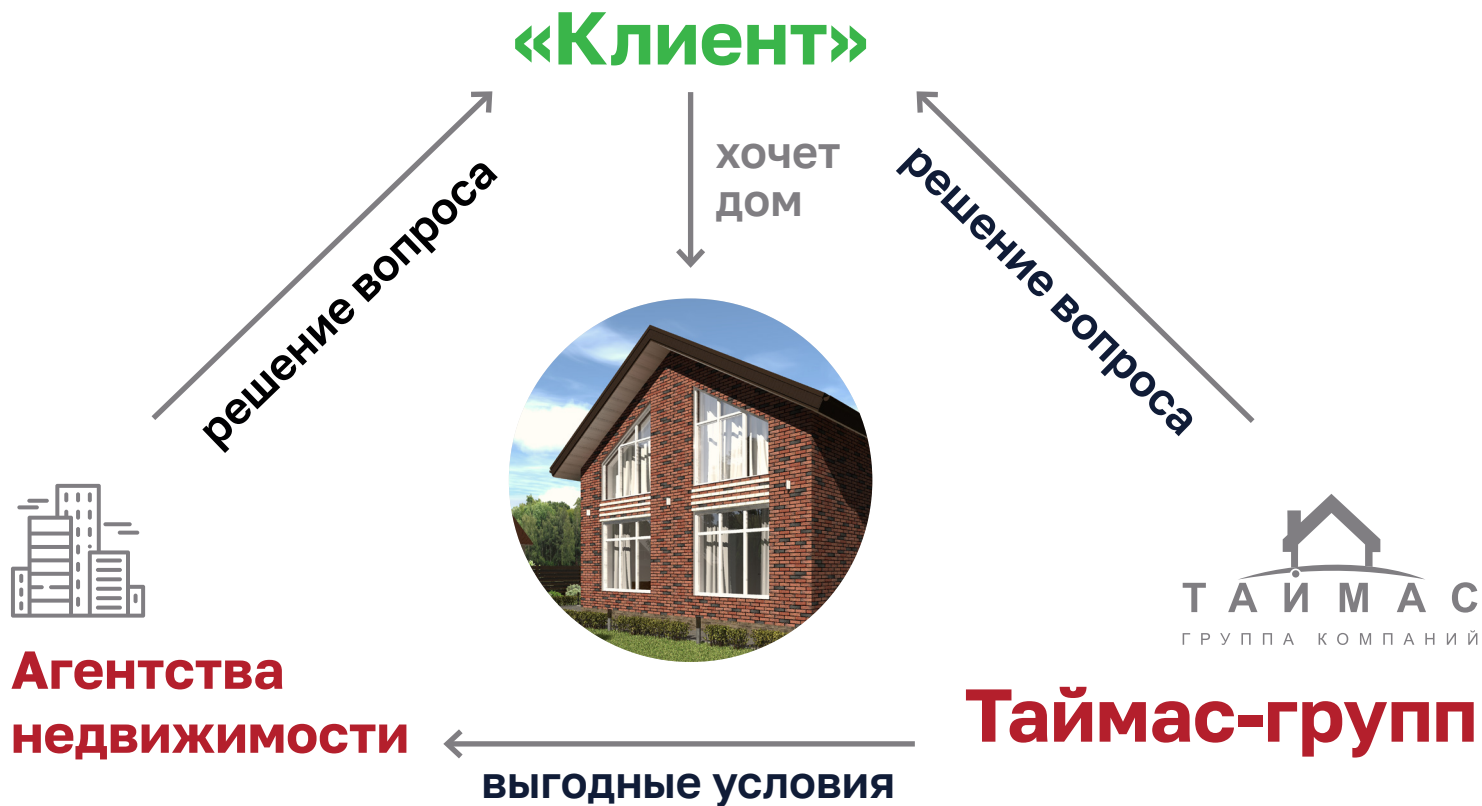 «Клиент»
хочет
дом
решение вопроса
решение вопроса
ТАЙМАС
ГРУППА КОМПАНИЙ
Агентства
недвижимости
Таймас-групп
выгодные условия